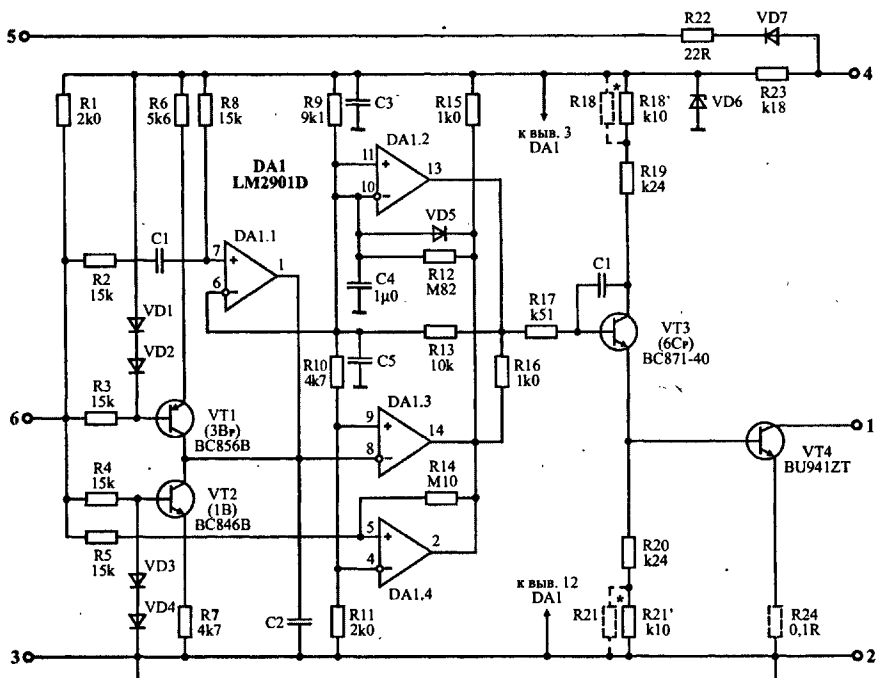 5
R22
22R
VD7
4
R1
2k0
R6
5k6
R8
15k
R9
9k1
C3
R15
1k0
к выв. 3
DA1
R18
*
R18'
k10
VD6
R23
k18
DA1
LM2901D
DA1.2
11
+
10
−
13
R19
k24
VD5
R12
M82
C4
1µ0
R2
15k
C1
DA1.1
7
+
6
−
1
C1
R17
k51
VT3
(6Cр)
BC871-40
VD1
VD2
R10
4k7
C5
R13
10k
R16
1k0
R3
15k
6
VT1
(3Bр)
BC856B
DA1.3
9
+
8
−
14
1
VT4
BU941ZT
R4
15k
VT2
(1B)
BC846B
R14
M10
R5
15k
5
+
4
−
2
DA1.4
R20
k24
VD3
VD4
R7
4k7
C2
R11
2k0
к выв. 12
DA1
R21
*
R21'
k10
R24
0,1R
3
2